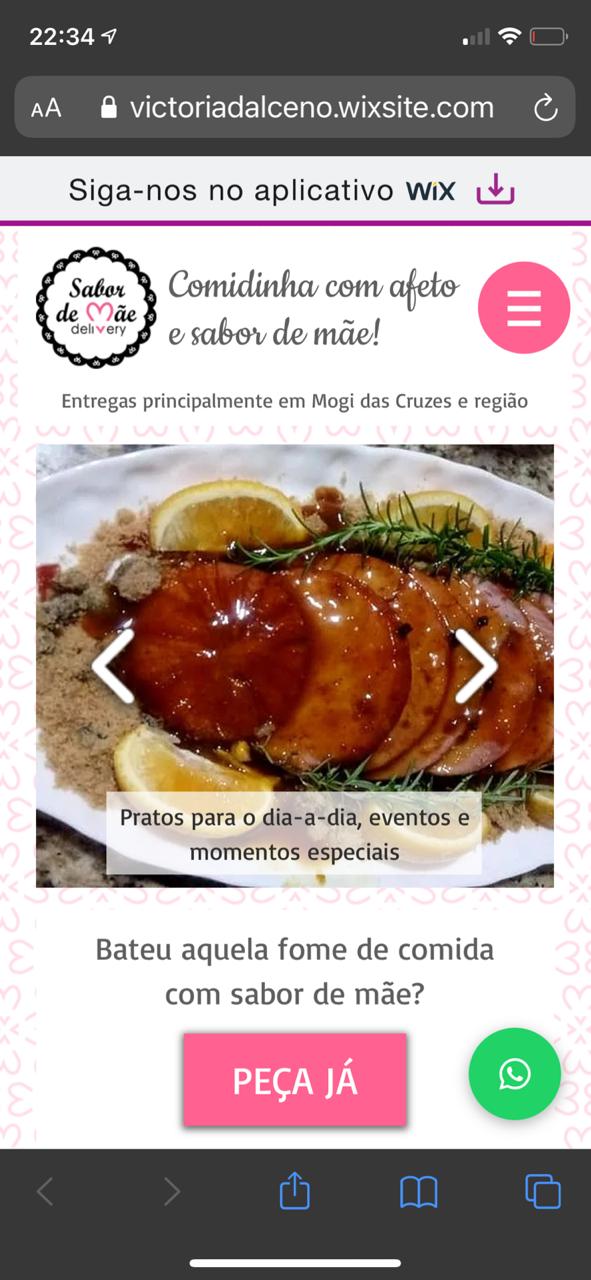 22:34
AA victoriadalceno.wixsite.com
Siga-nos no aplicativo WiX
Sabor
de Mãe
delivery
Comidinha com afeto
e sabor de mãe!
Entregas principalmente em Mogi das Cruzes e região
Pratos para o dia-a-dia, eventos e
momentos especiais
Bateu aquela fome de comida
com sabor de mãe?
PEÇA JÁ